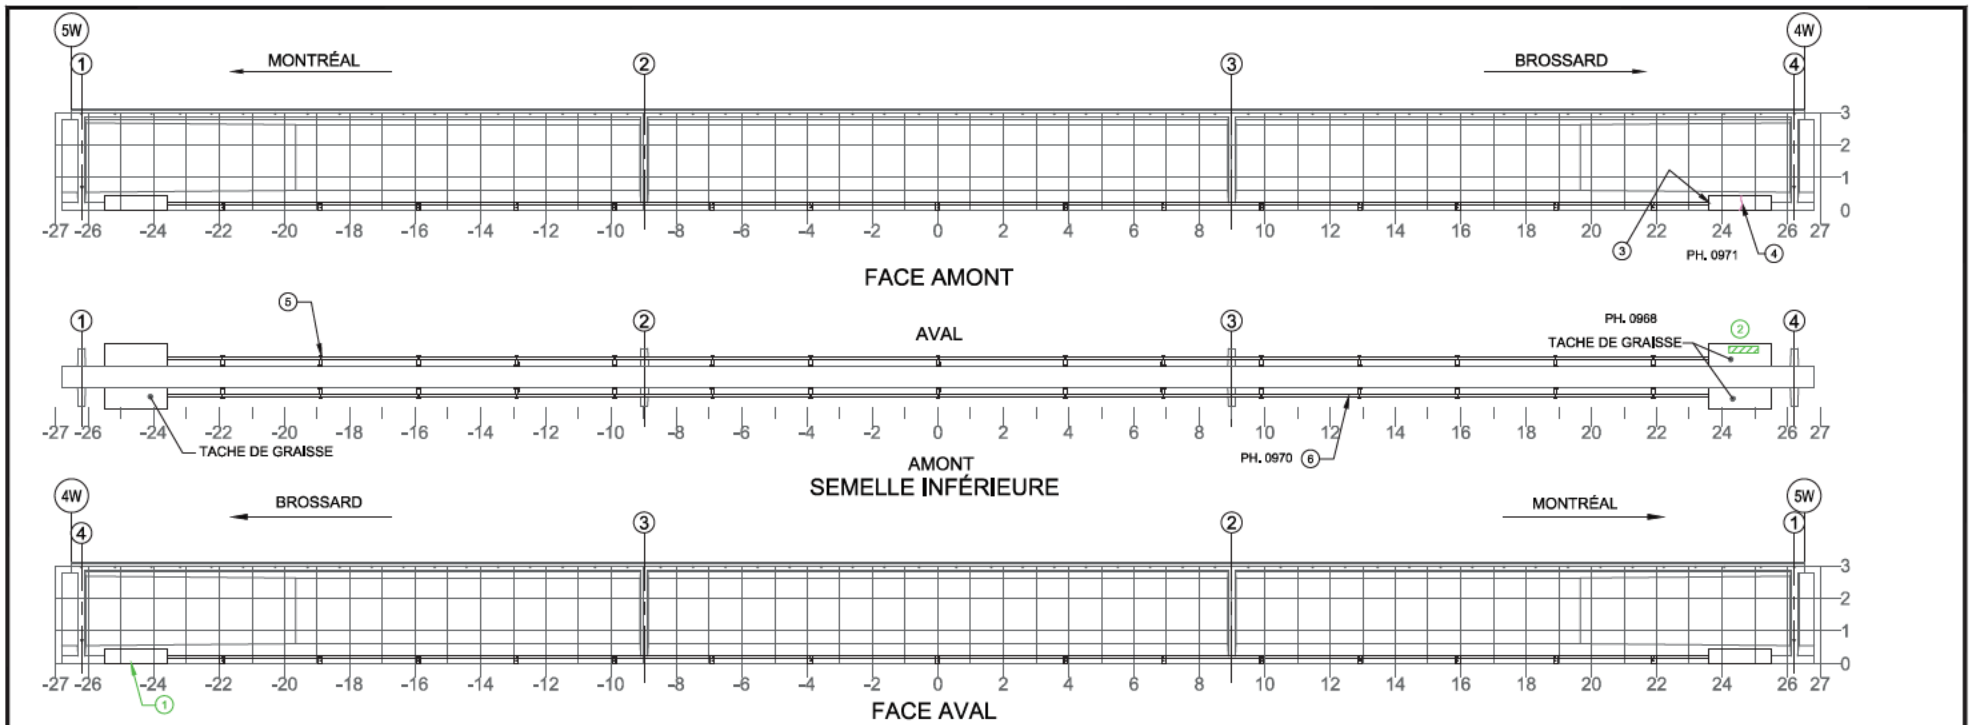 5W 4W
MONTRÉAL BROSSARD
1 2 3 4
3
2
1
0
-27 -26 -24 -22 -20 -18 -16 -14 -12 -10 -8 -6 -4 -2 0 2 4 6 8 10 12 14 16 18 20 22 24 26 27
3 PH. 0971 4
FACE AMONT
5
1 2 AVAL 3 PH. 0968 2 4
TACHE DE GRAISSE
-27 -26 -24 -22 -20 -18 -16 -14 -12 -10 -8 -6 -4 -2 0 2 4 6 8 10 12 14 16 18 20 22 24 26 27
TACHE DE GRAISSE
AMONT PH. 0970 6
SEMELLE INFÉRIEURE
4W 5W
BROSSARD MONTRÉAL
4 3 2 1
3
2
1
0
-27 -26 -24 -22 -20 -18 -16 -14 -12 -10 -8 -6 -4 -2 0 2 4 6 8 10 12 14 16 18 20 22 24 26 27
1
FACE AVAL